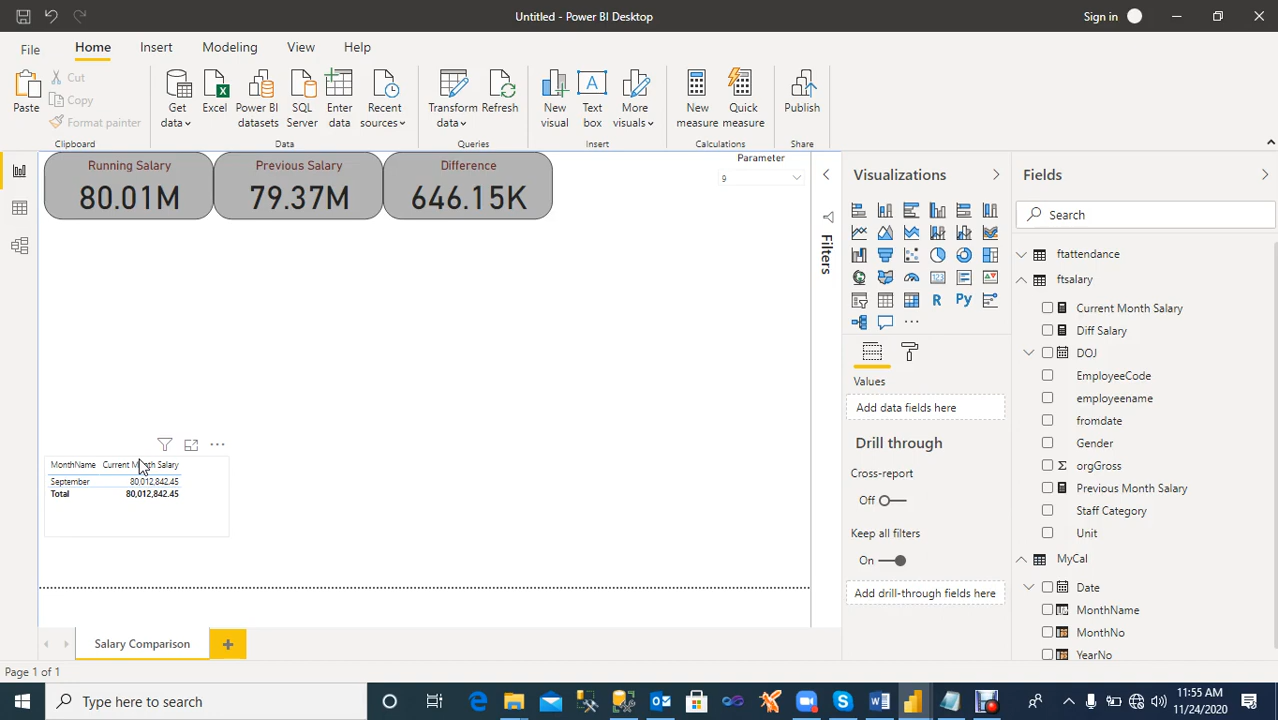 Untitled - Power BI Desktop
Sign in
File Home Insert Modeling View Help
Paste
Cut
Copy
Format painter
Clipboard
Get data
Excel
Power BI datasets
SQL Server
Enter data
Recent sources
Data
Transform data
Refresh
Queries
New visual
Text box
More visuals
Insert
New measure
Quick measure
Calculations
Publish
Share
Running Salary
80.01M
Previous Salary
79.37M
Difference
646.15K
Parameter
9
Filters
MonthName Current Month Salary
September 80,012,842.45
Total 80,012,842.45
Visualizations
R
Py
Values
Add data fields here
Drill through
Cross-report
Off
Keep all filters
On
Add drill-through fields here
Fields
Search
ftattendance
ftsalary
Current Month Salary
Diff Salary
DOJ
EmployeeCode
employeename
fromdate
Gender
orgGross
Previous Month Salary
Staff Category
Unit
MyCal
Date
MonthName
MonthNo
YearNo
Salary Comparison
Page 1 of 1
Type here to search
11:55 AM
11/24/2020